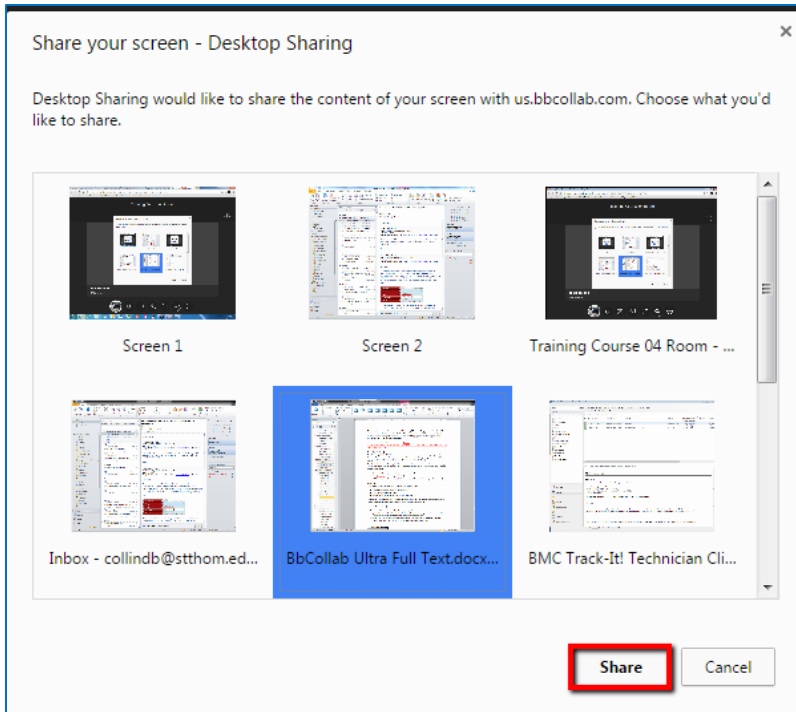 Share your screen - Desktop Sharing
Desktop Sharing would like to share the content of your screen with us.bbcollab.com. Choose what you'd
like to share.
Screen 1
Screen 2
Training Course 04 Room - ...
Inbox - collindb@stthom.ed...
BbCollab Ultra Full Text.docx...
BMC Track-It! Technician Cli...
Share
Cancel